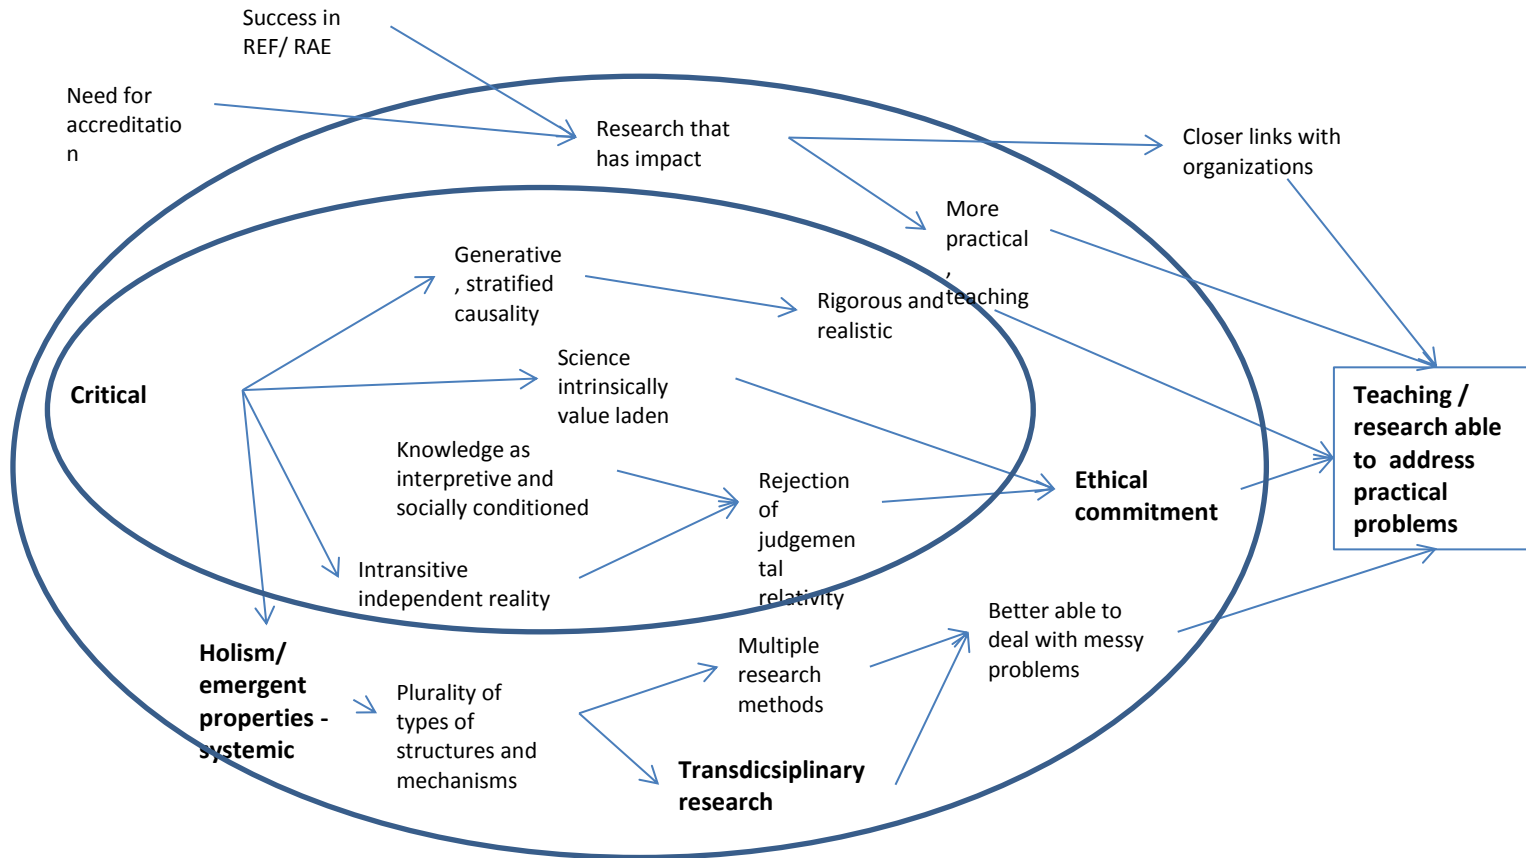 Success in
REF/ RAE
Need for
accreditatio
n
Research that
has impact
Closer links with
organizations
More
practical
,
teaching
Generative
, stratified
causality
Rigorous and
realistic
Science
intrinsically
value laden
Critical
Teaching /
research able
to address
practical
problems
Knowledge as
interpretive and
socially conditioned
Rejection
of
judgemen
tal
relativity
Ethical
commitment
Intransitive
independent reality
Better able to
deal with messy
problems
Holism/
emergent
properties -
systemic
Multiple
research
methods
Plurality of
types of
structures and
mechanisms
Transdicsiplinary
research